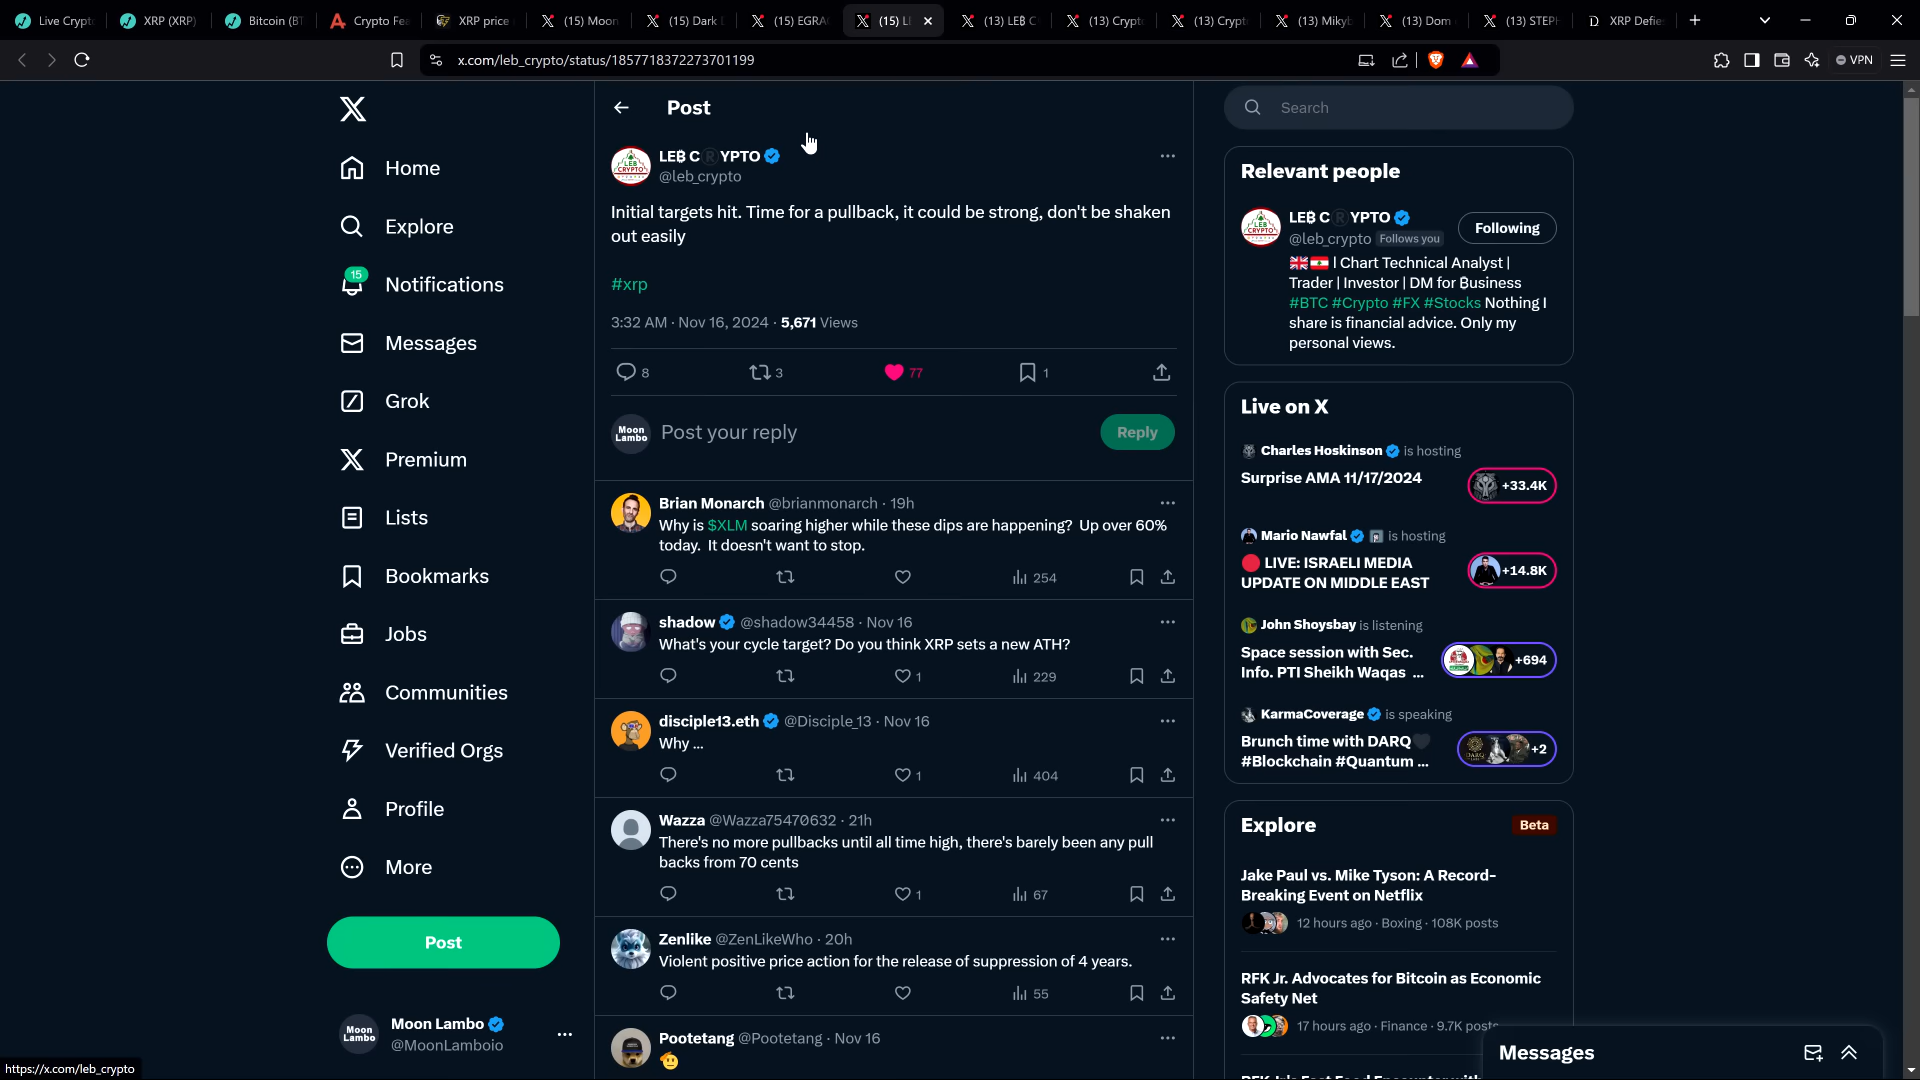 Live Crypt
XRP (XRP)
Bitcoin (BT
Crypto Fea
XRP price
(15) Moon
(15) Dark
(15) EGRA
(15) L
(13) LEB C
(13) Crypt
(13) Crypt
(13) Mikyb
(13) Dom
(13) STEPH
XRP Defie
x.com/leb_crypto/status/1857718372273701199
VPN
Post
Search
Home
Explore
15
Notifications
Messages
Grok
Premium
Lists
Bookmarks
Jobs
Communities
Verified Orgs
Profile
More
Post
Moon Lambo
Moon Lambo
@MoonLamboio
https://x.com/leb_crypto
LEB CRYPTO
LEɃ CⓇYPTO
@leb_crypto
Initial targets hit. Time for a pullback, it could be strong, don't be shaken
out easily
#xrp
3:32 AM · Nov 16, 2024 · 5,671 Views
8
3
77
1
Moon Lambo
Post your reply
Reply
Brian Monarch @brianmonarch · 19h
Why is $XLM soaring higher while these dips are happening? Up over 60%
today. It doesn't want to stop.
254
shadow @shadow34458 · Nov 16
What's your cycle target? Do you think XRP sets a new ATH?
1
229
disciple13.eth @Disciple_13 · Nov 16
Why ...
1
404
Wazza @Wazza75470632 · 21h
There's no more pullbacks until all time high, there's barely been any pull
backs from 70 cents
1
67
Zenlike @ZenLikeWho · 20h
Violent positive price action for the release of suppression of 4 years.
55
Pootetang @Pootetang · Nov 16
Relevant people
LEɃ CⓇYPTO
@leb_crypto Follows you
Following
| Chart Technical Analyst |
Trader | Investor | DM for Ƀusiness
#BTC #Crypto #FX #Stocks Nothing I
share is financial advice. Only my
personal views.
Live on X
Charles Hoskinson is hosting
Surprise AMA 11/17/2024
+33.4K
Mario Nawfal is hosting
LIVE: ISRAELI MEDIA
UPDATE ON MIDDLE EAST
+14.8K
John Shoysbay is listening
Space session with Sec.
Info. PTI Sheikh Waqas ...
+694
KarmaCoverage is speaking
Brunch time with DARQ
#Blockchain #Quantum ...
+2
Explore
Beta
Jake Paul vs. Mike Tyson: A Record-
Breaking Event on Netflix
12 hours ago · Boxing · 108K posts
RFK Jr. Advocates for Bitcoin as Economic
Safety Net
17 hours ago · Finance · 9.7K posts
Messages